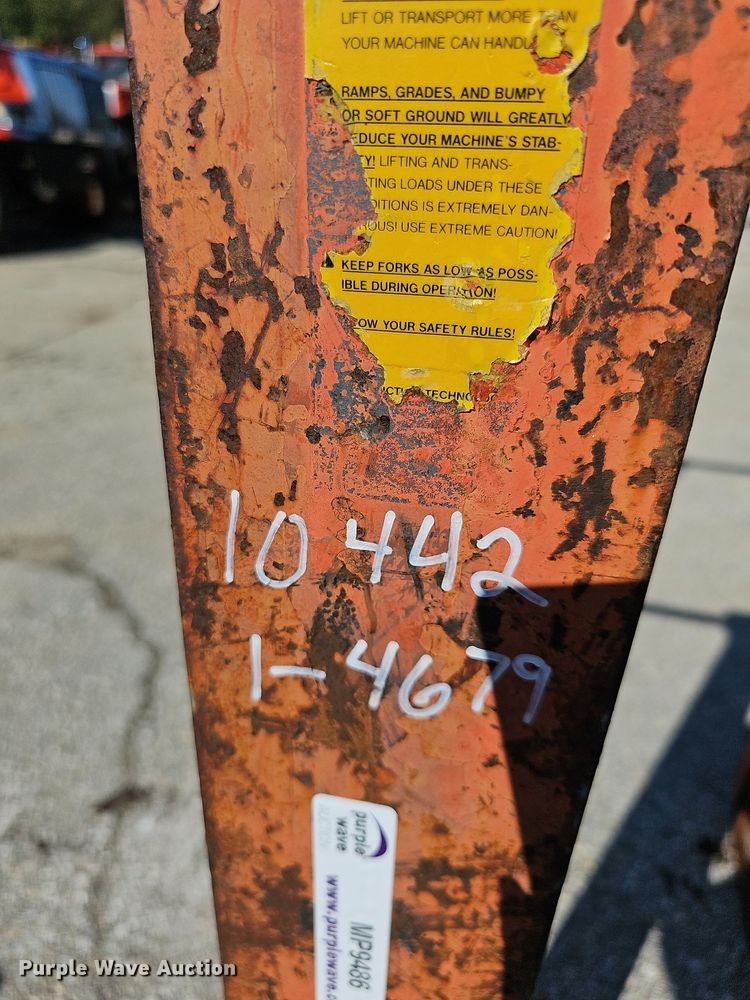 LIFT OR TRANSPORT MORE THAN
YOUR MACHINE CAN
RAMPS, GRADES, AND BUMPY
OR SOFT GROUND WILL GREATLY
EDUCE YOUR MACHINE'S STAB-
TY! LIFTING AND TRANS-
TING LOADS UNDER THESE
DITIONS IS EXTREMELY DAN-
ROUS! USE EXTREME CAUTION!
KEEP FORKS AS LOW AS POSS-
IBLE DURING OPERATION!
OW YOUR SAFETY RULES!
10442
1-4679
purple
wave
AUCTION
www.purplewave.c
MP9486
Purple Wave Auction